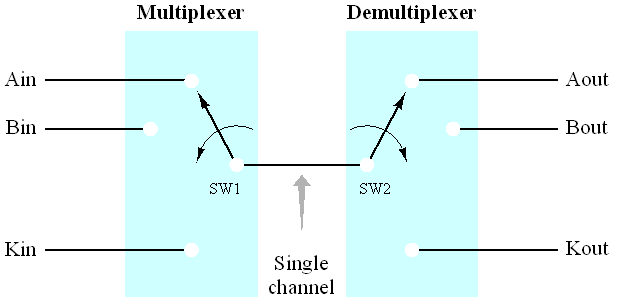 Multiplexer Demultiplexer
Ain Aout
Bin Bout
SW1 SW2
Kin Kout
Single
channel